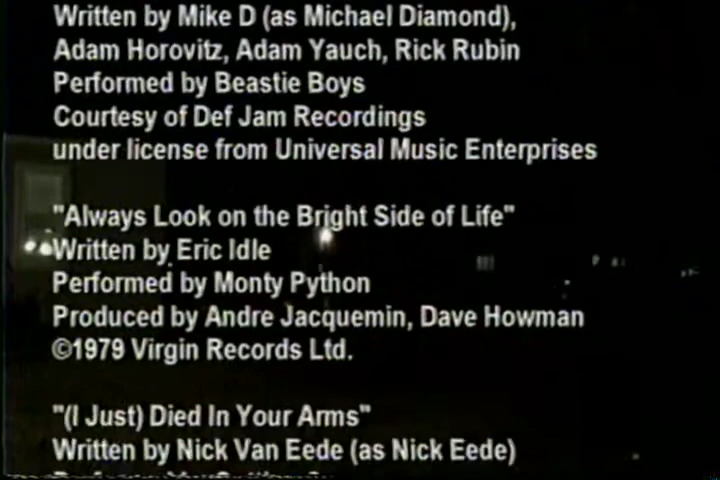 Written by Mike D (as Michael Diamond),
Adam Horovitz, Adam Yauch, Rick Rubin
Performed by Beastie Boys
Courtesy of Def Jam Recordings
under license from Universal Music Enterprises
"Always Look on the Bright Side of Life"
Written by Eric Idle
Performed by Monty Python
Produced by Andre Jacquemin, Dave Howman
©1979 Virgin Records Ltd.
"(I Just) Died In Your Arms"
Written by Nick Van Eede (as Nick Eede)